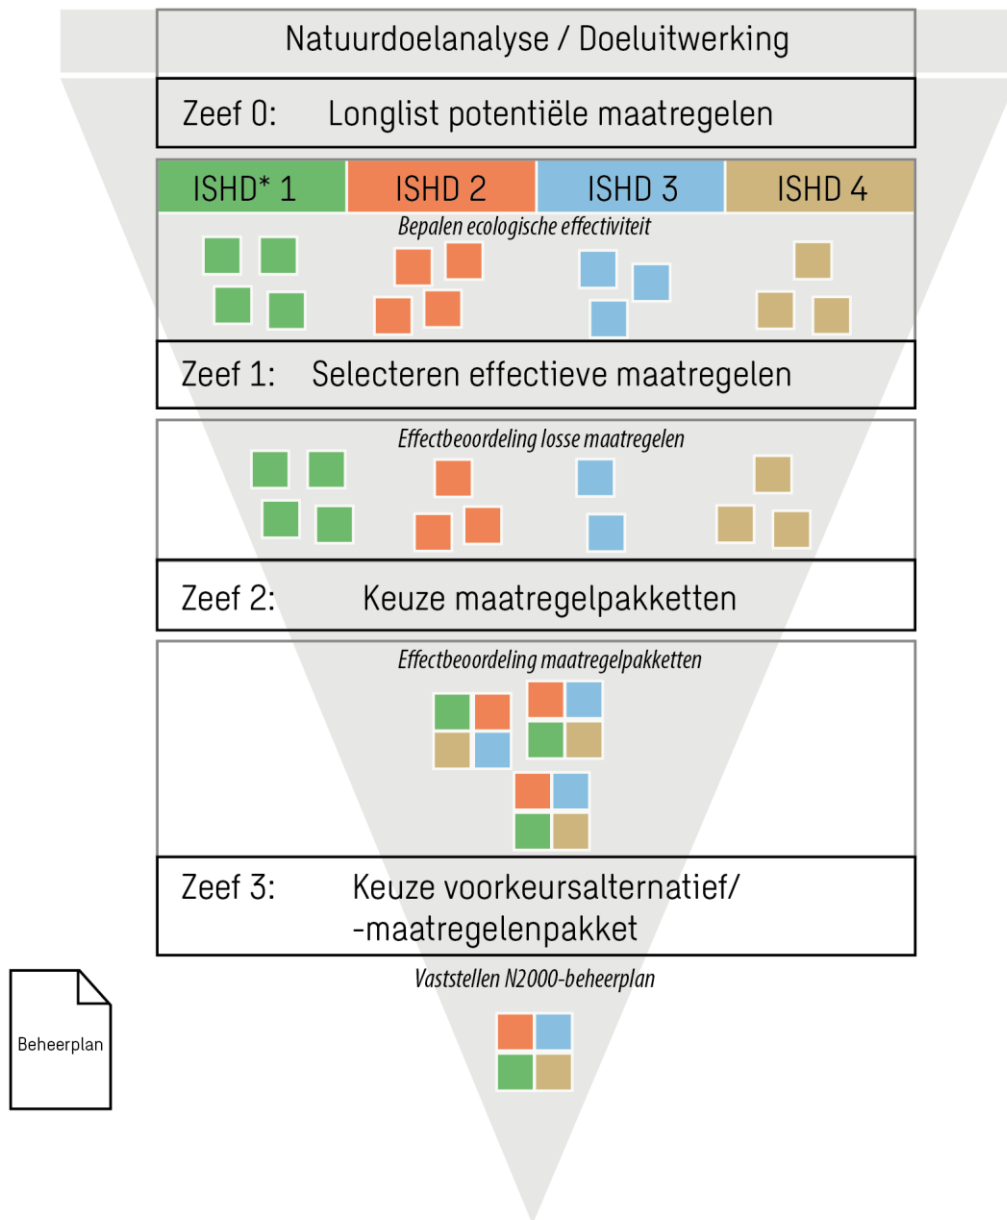 Natuurdoelanalyse / Doeluitwerking
Zeef 0: Longlist potentiële maatregelen
ISHD* 1 ISHD 2 ISHD 3 ISHD 4
Bepalen ecologische effectiviteit
Zeef 1: Selecteren effectieve maatregelen
Effectbeoordeling losse maatregelen
Zeef 2: Keuze maatregelpakketten
Effectbeoordeling maatregelpakketten
Zeef 3: Keuze voorkeursalternatief/
-maatregelenpakket
Vaststellen N2000-beheerplan
Beheerplan